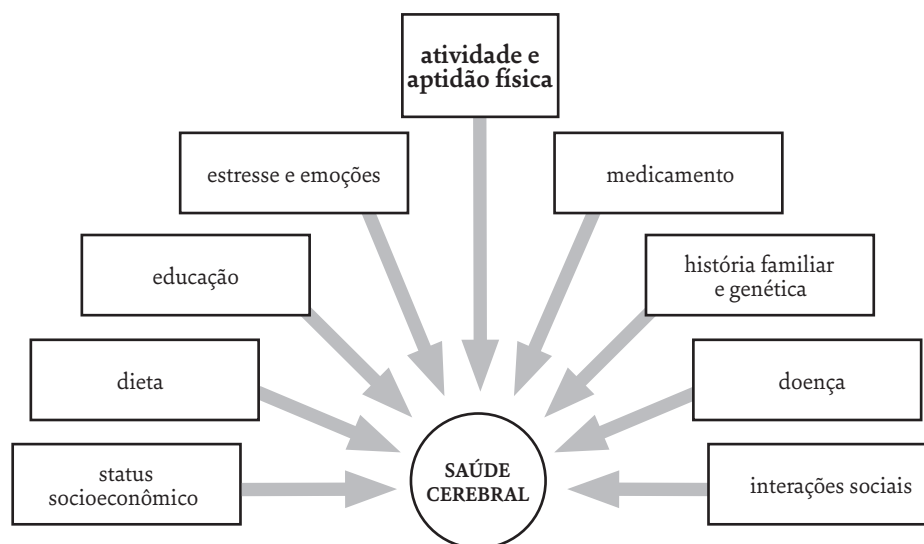 atividade e
aptidão física
estresse e emoções
medicamento
educação
história familiar
e genética
dieta
doença
status
socioeconômico
SAÚDE
CEREBRAL
interações sociais